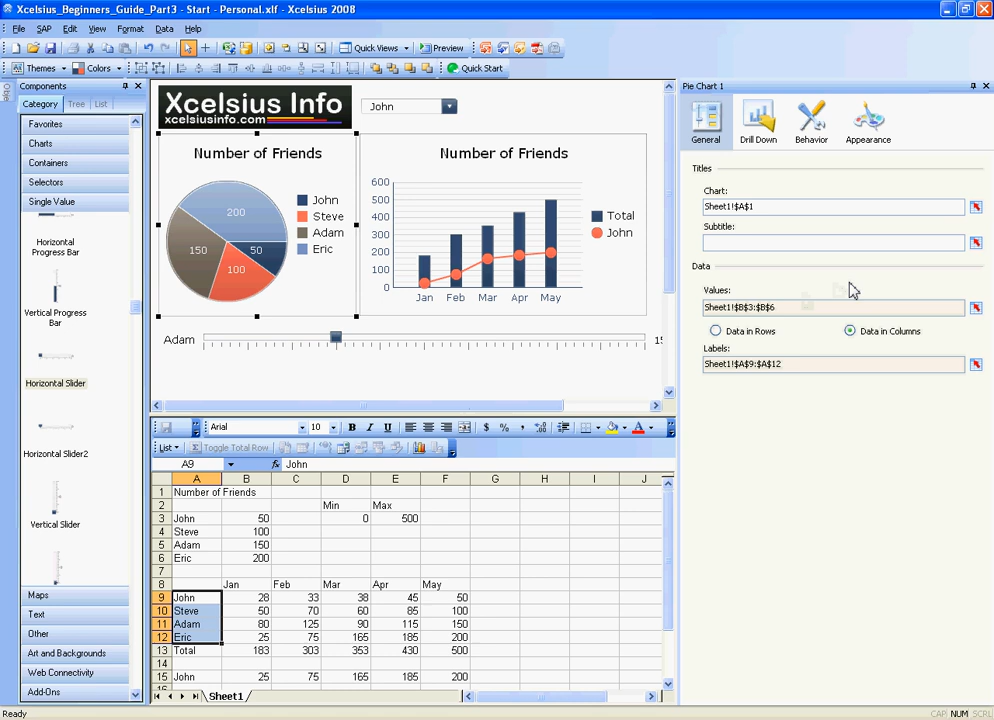 Xcelsius_Beginners_Guide_Part3 - Start - Personal.xlf - Xcelsius 2008
File SAP Edit View Format Data Help
Quick Views Preview
Themes Colors Quick Start
Components
Category Tree List
Favorites
Charts
Containers
Selectors
Single Value
Horizontal
Progress Bar
Vertical Progress
Bar
Horizontal Slider
Horizontal Slider2
Vertical Slider
Maps
Text
Other
Art and Backgrounds
Web Connectivity
Add-Ons
Xcelsius Info
xcelsiusinfo.com
John
Number of Friends
200
150
50
100
John
Steve
Adam
Eric
Number of Friends
600
500
400
300
200
100
0
Jan Feb Mar Apr May
Total
John
Adam
Arial 10 B I U $ % ,
List Toggle Total Row
A9 fx John
A B C D E F G H I J
1 Number of Friends
2 Min Max
3 John 50 0 500
4 Steve 100
5 Adam 150
6 Eric 200
7
8 Jan Feb Mar Apr May
9 John 28 33 38 45 50
10 Steve 50 70 60 85 100
11 Adam 80 125 90 115 150
12 Eric 25 75 165 185 200
13 Total 183 303 353 430 500
14
15 John 25 75 165 185 200
Sheet1
Pie Chart 1
General Drill Down Behavior Appearance
Titles
Chart:
Sheet1!$A$1
Subtitle:
Data
Values:
Sheet1!$B$3:$B$6
Data in Rows Data in Columns
Labels:
Sheet1!$A$9:$A$12
Ready
CAP NUM SCRL